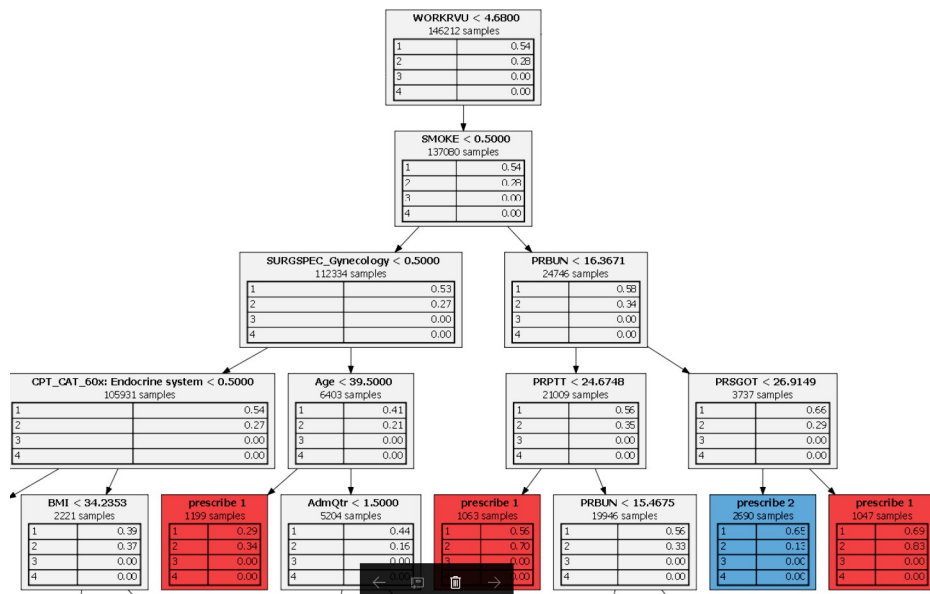 WORKRVU < 4.6800
146212 samples
1 0.54
2 0.28
3 0.00
4 0.00
SMOKE < 0.5000
137080 samples
1 0.54
2 0.28
3 0.00
4 0.00
SURGSPEC_Gynecology < 0.5000
112334 samples
1 0.53
2 0.27
3 0.00
4 0.00
PRBUN < 16.3671
24746 samples
1 0.58
2 0.34
3 0.00
4 0.00
CPT_CAT_60x: Endocrine system < 0.5000
105931 samples
1 0.54
2 0.27
3 0.00
4 0.00
Age < 39.5000
6403 samples
1 0.41
2 0.21
3 0.00
4 0.00
PRPTT < 24.6748
21009 samples
1 0.56
2 0.35
3 0.00
4 0.00
PRSGOT < 26.9149
3737 samples
1 0.66
2 0.29
3 0.00
4 0.00
BMI < 34.2353
2221 samples
1 0.39
2 0.37
3 0.00
4 0.00
prescribe 1
1199 samples
1 0.29
2 0.34
3 0.00
4 0.00
AdmQtr < 1.5000
5204 samples
1 0.44
2 0.16
3 0.00
4
prescribe 1
1063 samples
1 0.56
2 0.70
3 0.00
4 0.00
PRBUN < 15.4675
19946 samples
1 0.56
2 0.33
3 0.00
4 0.00
prescribe 2
2690 samples
1 0.65
2 0.13
3 0.00
4 0.00
prescribe 1
1047 samples
1 0.69
2 0.83
3 0.00
4 0.00